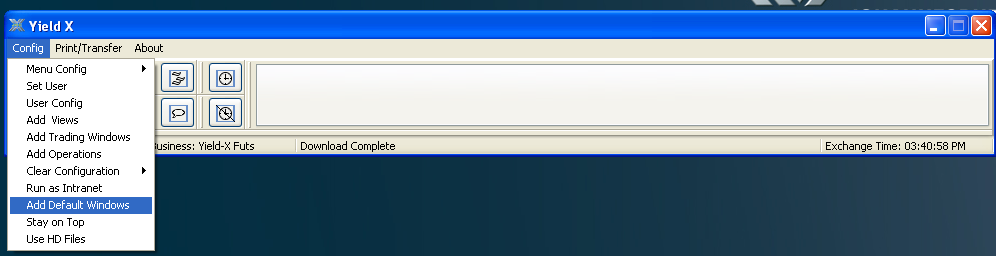 Yield X
Config Print/Transfer About
Menu Config
Set User
User Config
Add Views
Add Trading Windows
Add Operations
Clear Configuration
Run as Intranet
Add Default Windows
Stay on Top
Use HD Files
Business: Yield-X Futs Download Complete Exchange Time: 03:40:58 PM